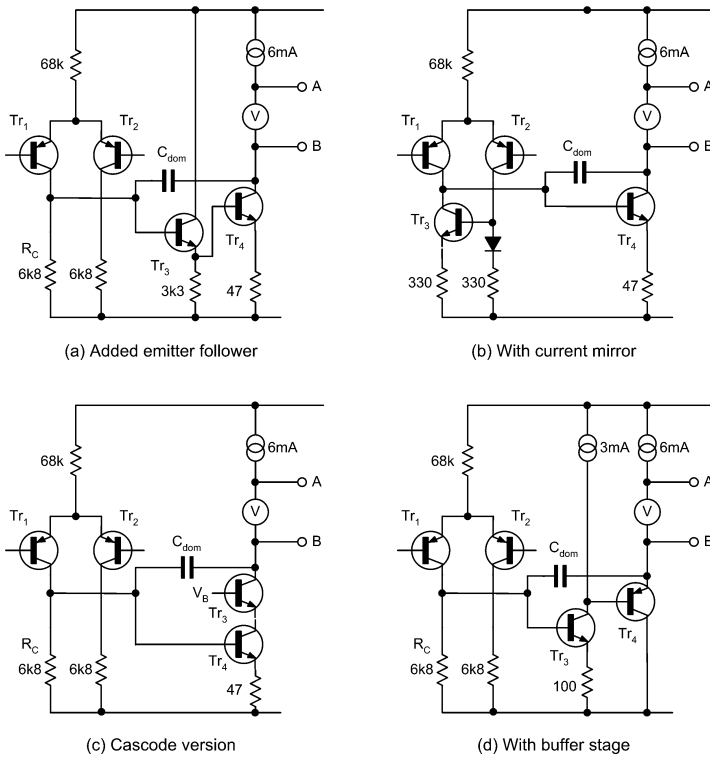 68k
6mA
A
V
B
Tr1
Tr2
Cdom
RC
6k8
6k8
Tr3
Tr4
3k3
47
(a) Added emitter follower
68k
6mA
A
V
B
Tr1
Tr2
Cdom
Tr3
Tr4
330
330
47
(b) With current mirror
68k
6mA
A
V
B
Tr1
Tr2
Cdom
VB
Tr3
Tr4
RC
6k8
6k8
47
(c) Cascode version
68k
3mA
6mA
A
V
B
Tr1
Tr2
Cdom
Tr3
Tr4
RC
6k8
6k8
100
(d) With buffer stage